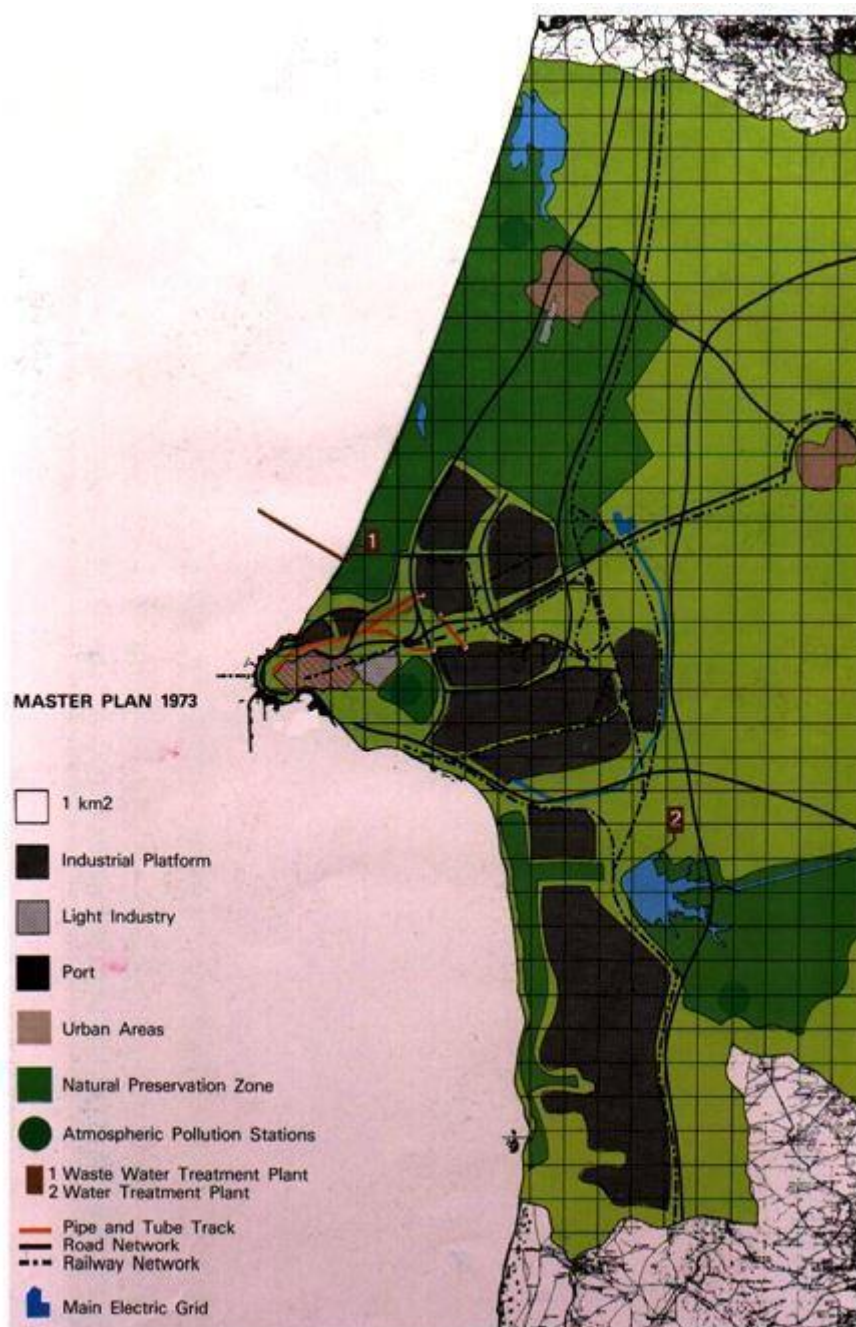 1
MASTER PLAN 1973
1 km2
Industrial Platform
2
Light Industry
Port
Urban Areas
Natural Preservation Zone
Atmospheric Pollution Stations
1 Waste Water Treatment Plant
2 Water Treatment Plant
Pipe and Tube Track
Road Network
Railway Network
Main Electric Grid